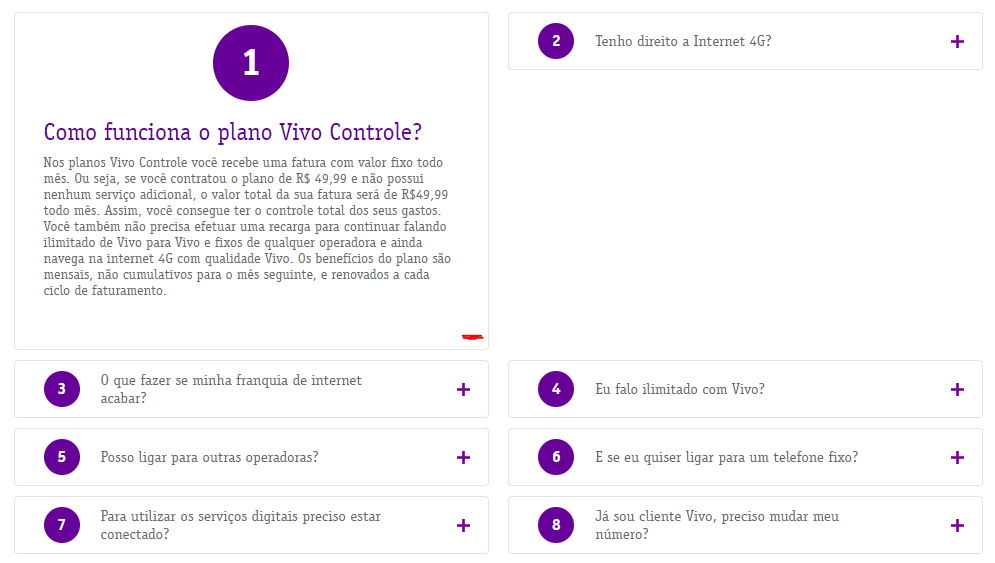 1
Como funciona o plano Vivo Controle?
Nos planos Vivo Controle você recebe uma fatura com valor fixo todo
mês. Ou seja, se você contratou o plano de R$ 49,99 e não possui
nenhum serviço adicional, o valor total da sua fatura será de R$49,99
todo mês. Assim, você consegue ter o controle total dos seus gastos.
Você também não precisa efetuar uma recarga para continuar falando
ilimitado de Vivo para Vivo e fixos de qualquer operadora e ainda
navega na internet 4G com qualidade Vivo. Os benefícios do plano são
mensais, não cumulativos para o mês seguinte, e renovados a cada
ciclo de faturamento.
2 Tenho direito a Internet 4G? +
3 O que fazer se minha franquia de internet
acabar? +
4 Eu falo ilimitado com Vivo? +
5 Posso ligar para outras operadoras? +
6 E se eu quiser ligar para um telefone fixo? +
7 Para utilizar os serviços digitais preciso estar
conectado? +
8 Já sou cliente Vivo, preciso mudar meu
número? +